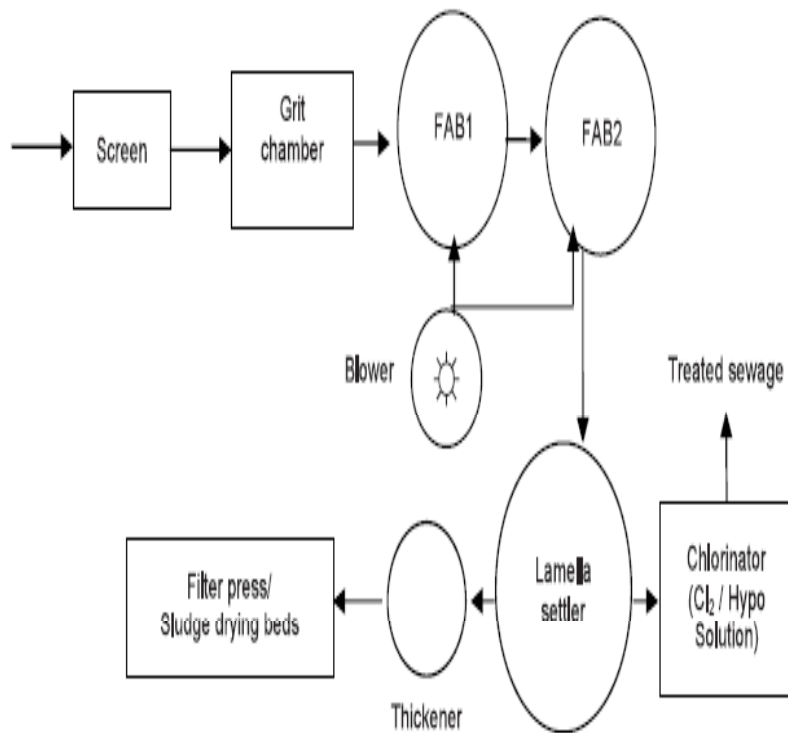 Screen
Grit
chamber
FAB1
FAB2
Blower
Treated sewage
Filter press/
Sludge drying beds
Thickener
Lamella
settler
Chlorinator
(Cl₂ / Hypo
Solution)